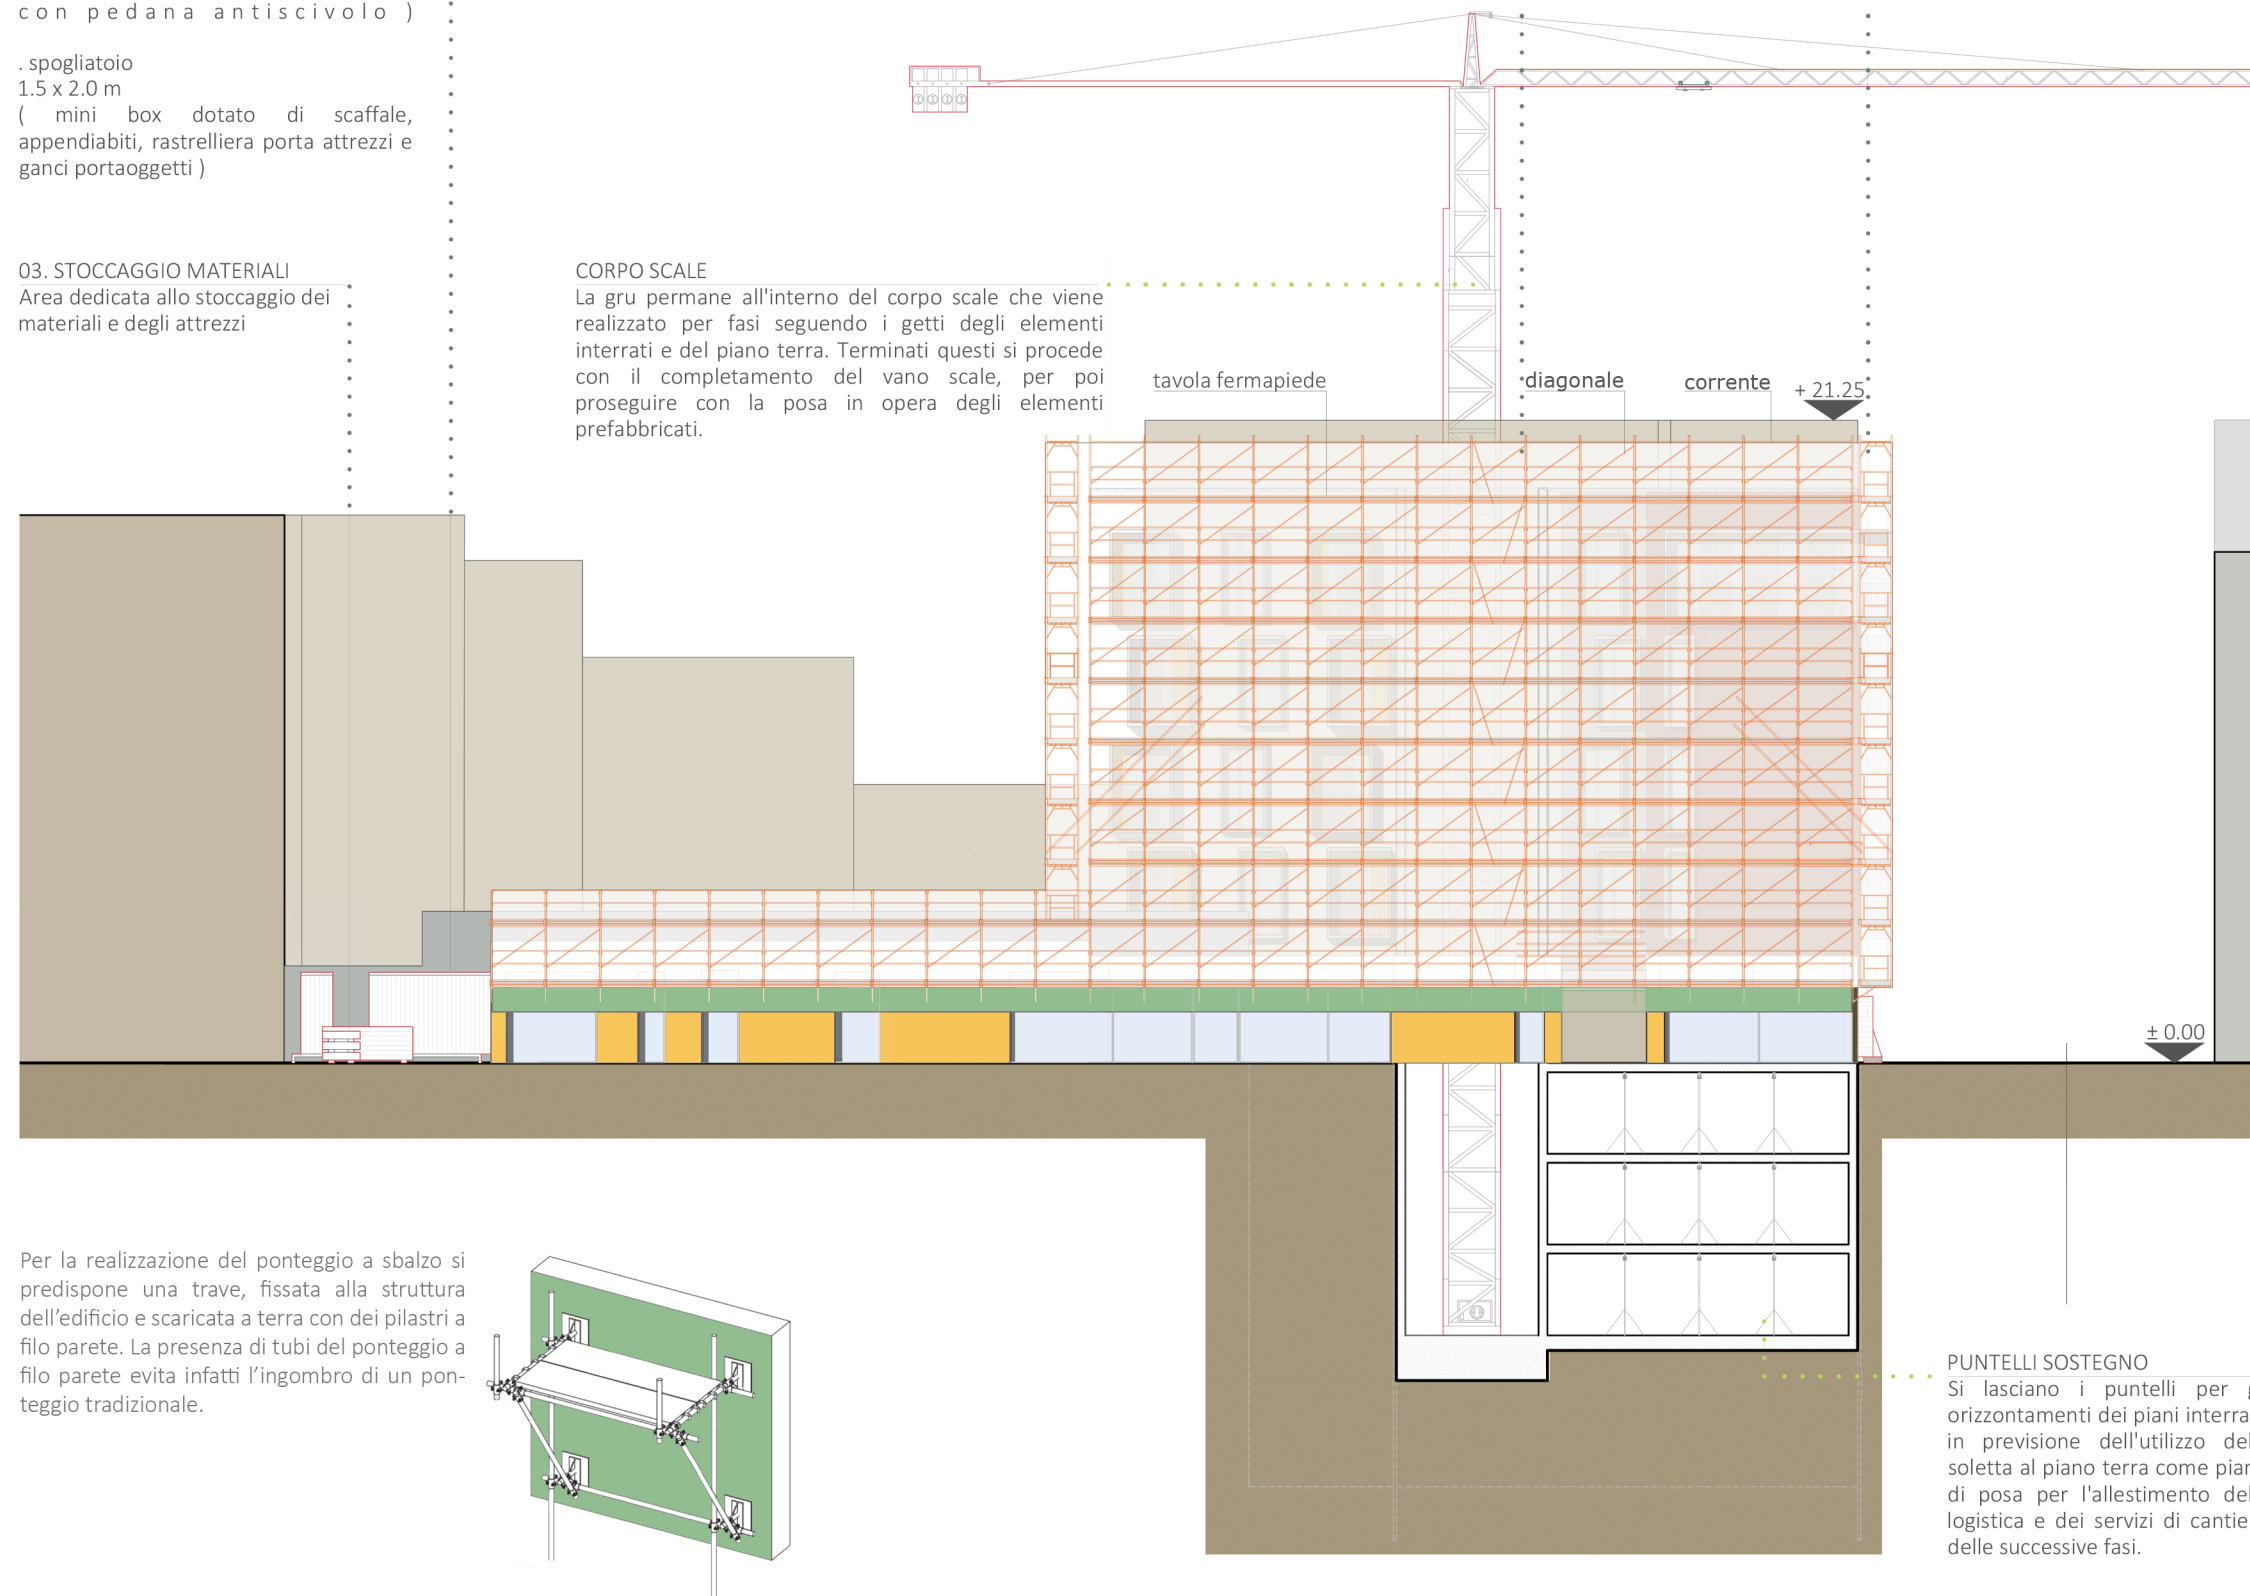 con pedana antiscivolo )
. spogliatoio
1.5 x 2.0 m
( mini box dotato di scaffale,
appendiabiti, rastrelliera porta attrezzi e
ganci portaoggetti )
03. STOCCAGGIO MATERIALI
Area dedicata allo stoccaggio dei
materiali e degli attrezzi
CORPO SCALE
La gru permane all'interno del corpo scale che viene
realizzato per fasi seguendo i getti degli elementi
interrati e del piano terra. Terminati questi si procede
con il completamento del vano scale, per poi
proseguire con la posa in opera degli elementi
prefabbricati.
tavola fermapiede
diagonale
corrente
+ 21.25
± 0.00
Per la realizzazione del ponteggio a sbalzo si
predispone una trave, fissata alla struttura
dell’edificio e scaricata a terra con dei pilastri a
filo parete. La presenza di tubi del ponteggio a
filo parete evita infatti l’ingombro di un pon-
teggio tradizionale.
PUNTELLI SOSTEGNO
Si lasciano i puntelli per g
orizzontamenti dei piani interra
in previsione dell'utilizzo del
soletta al piano terra come pian
di posa per l'allestimento del
logistica e dei servizi di cantie
delle successive fasi.